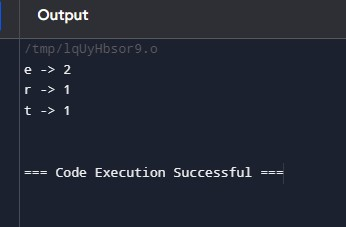 Output
/tmp/lqUyHbsor9.o
e -> 2
r -> 1
t -> 1
=== Code Execution Successful ===